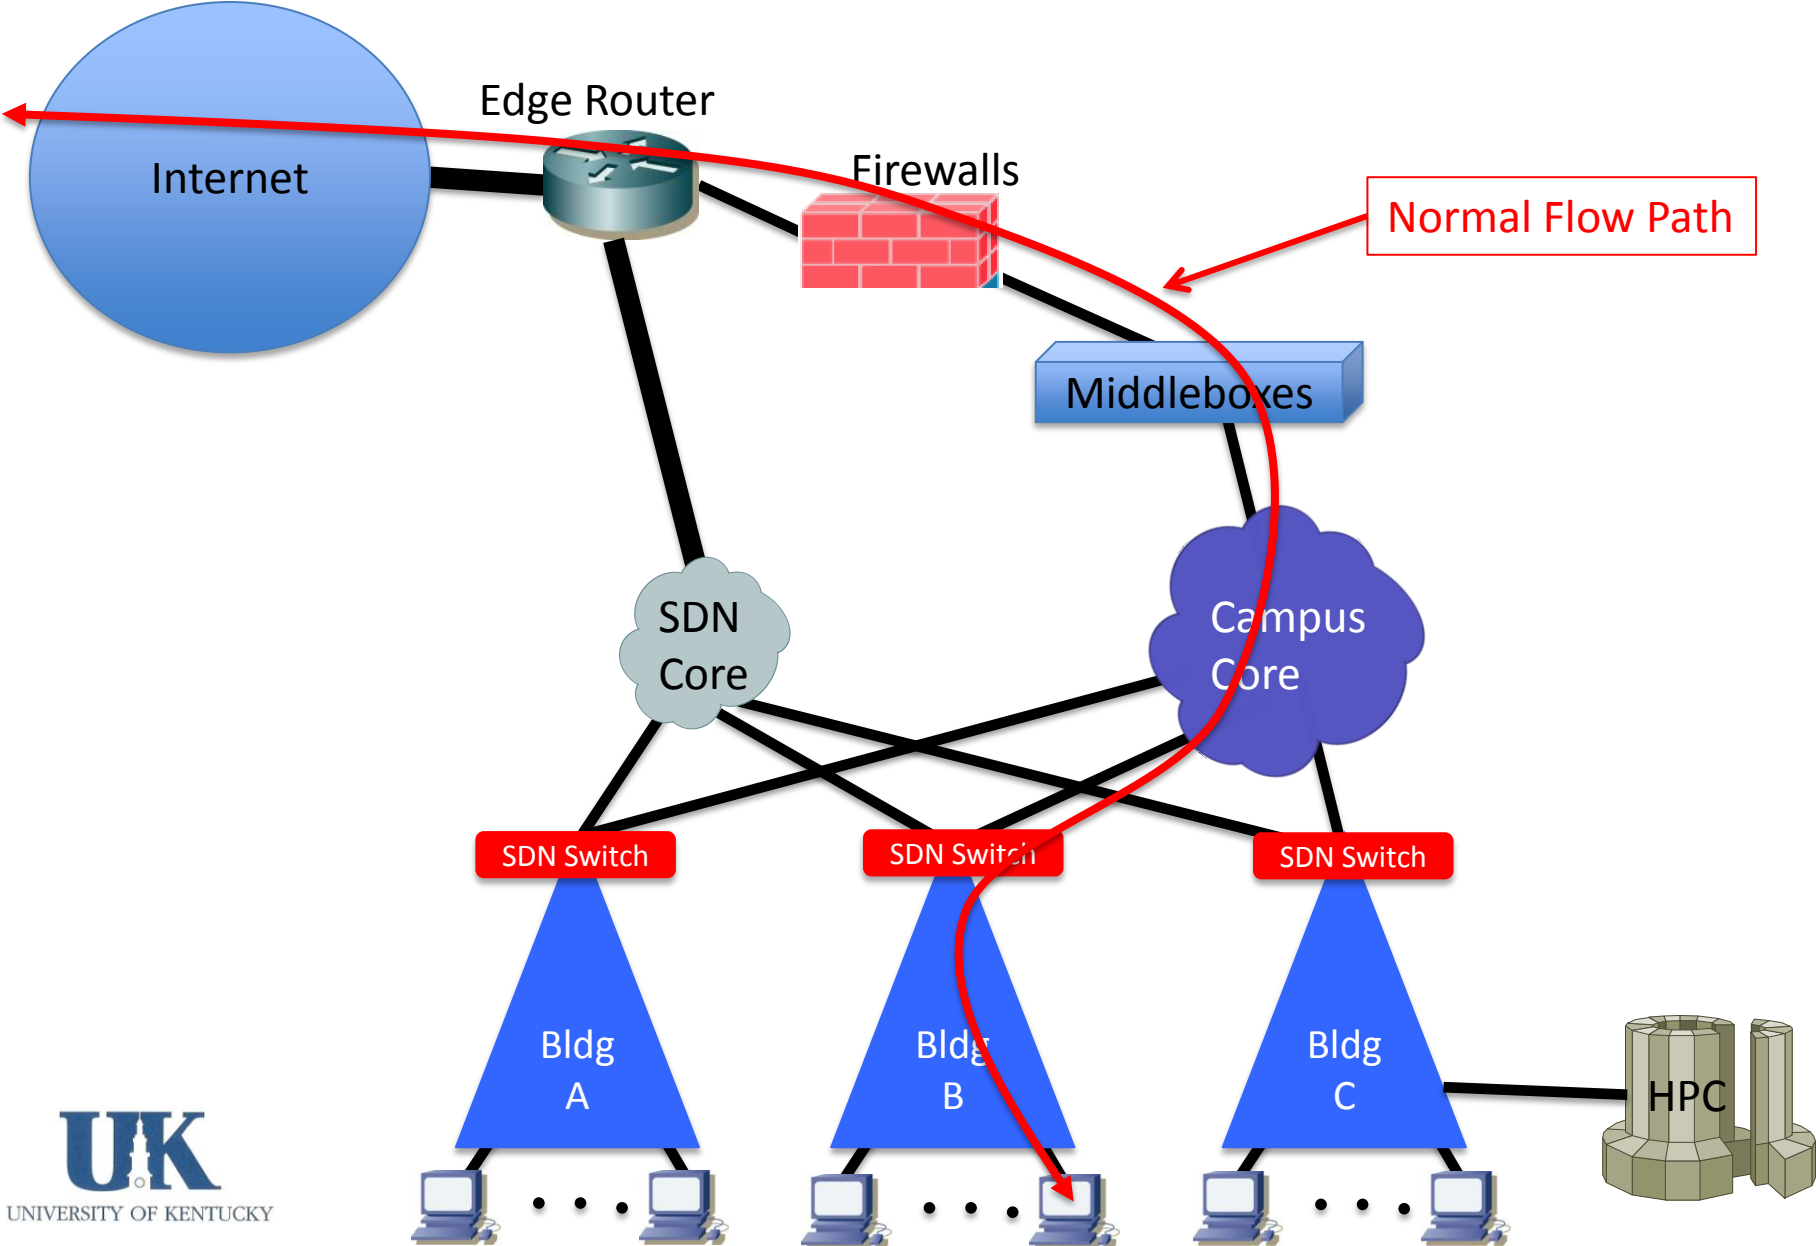 Edge Router
Internet
Firewalls
Normal Flow Path
Middleboxes
SDN
Core
Campus
Core
SDN Switch
SDN Switch
SDN Switch
Bldg
A
Bldg
B
Bldg
C
HPC
UK
UNIVERSITY OF KENTUCKY